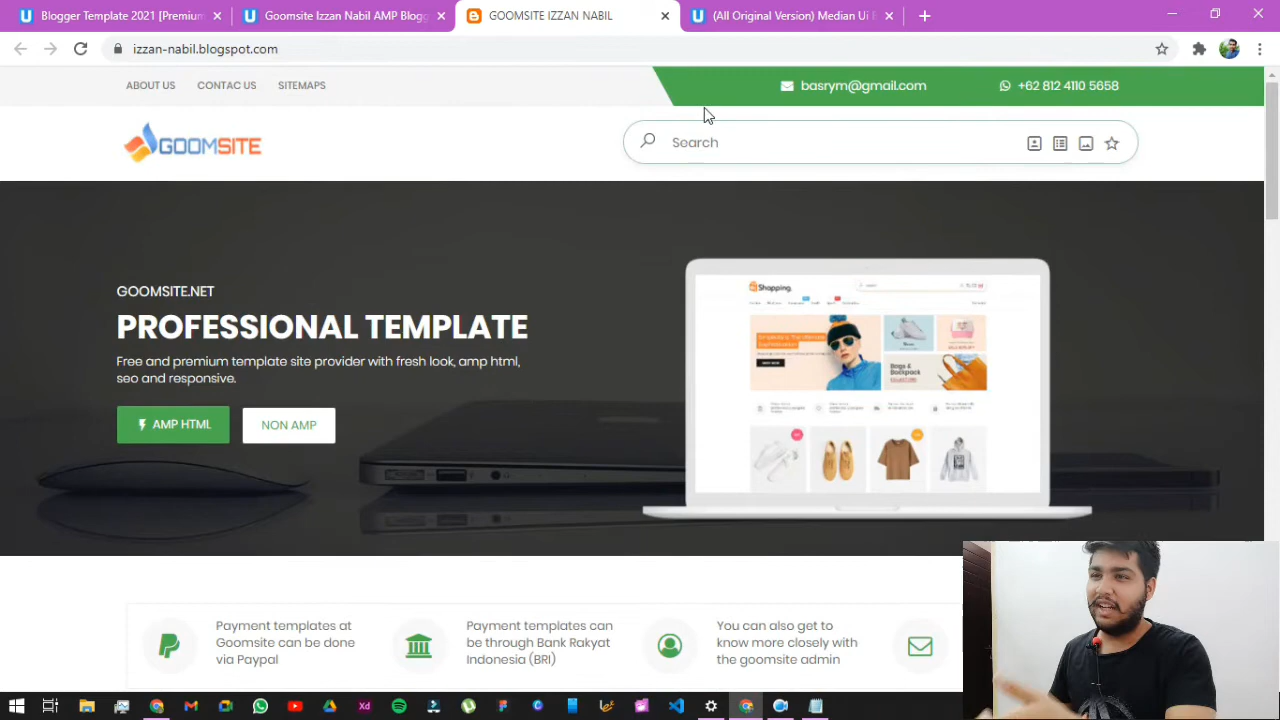 Blogger Template 2021 [Premium
Goomsite Izzan Nabil AMP Blogg
GOOMSITE IZZAN NABIL
(All Original Version) Median Ui
izzan-nabil.blogspot.com
ABOUT US
CONTAC US
SITEMAPS
basrym@gmail.com
+62 812 4110 5658
GOOMSITE
Search
GOOMSITE.NET
PROFESSIONAL TEMPLATE
Free and premium template site provider with fresh look, amp html,
seo and responsive.
AMP HTML
NON AMP
Shopping.
Bags &
Backpack
Payment templates at
Goomsite can be done
via Paypal
Payment templates can
be through Bank Rakyat
Indonesia (BRI)
You can also get to
know more closely with
the goomsite admin
Xd